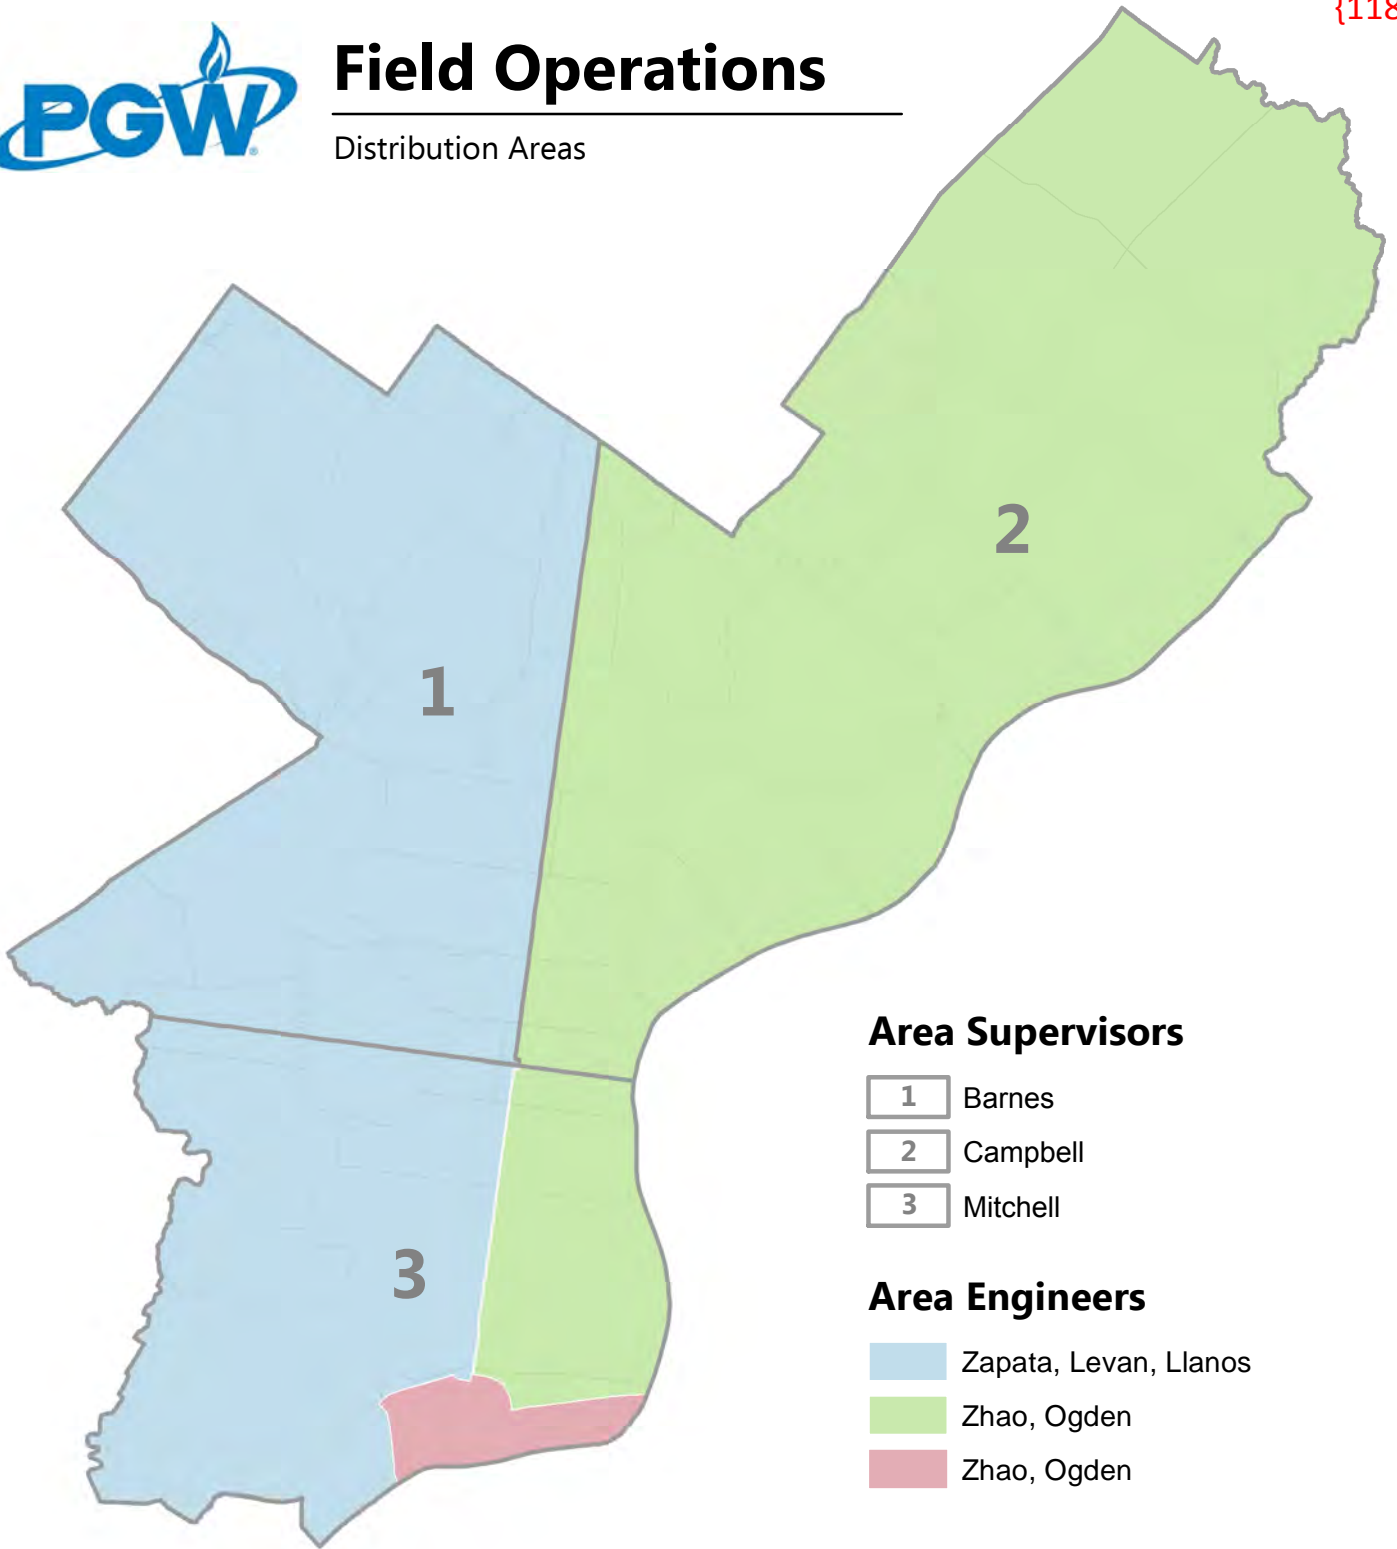 {118
PGW
Field Operations
Distribution Areas
2
1
3
Area Supervisors
1 Barnes
2 Campbell
3 Mitchell
Area Engineers
Zapata, Levan, Llanos
Zhao, Ogden
Zhao, Ogden